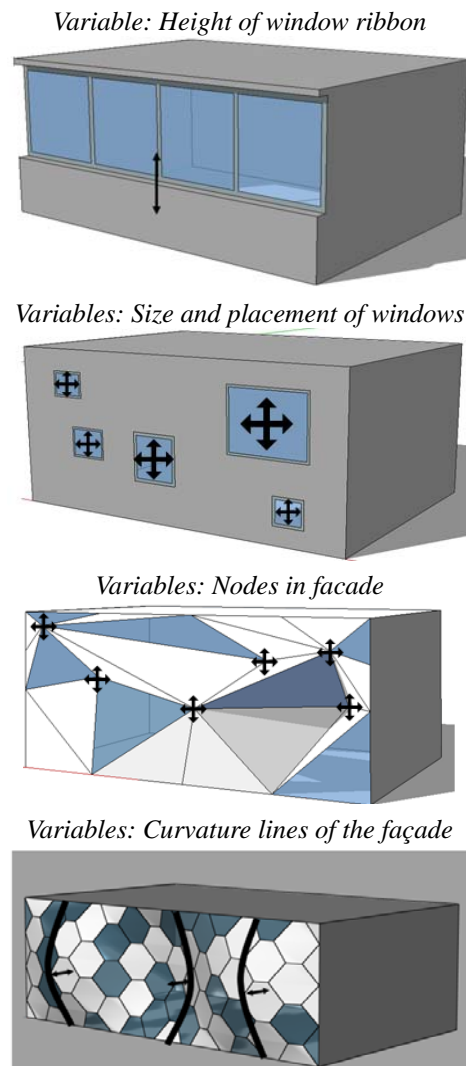 Variable: Height of window ribbon
Variables: Size and placement of windows
Variables: Nodes in facade
Variables: Curvature lines of the façade